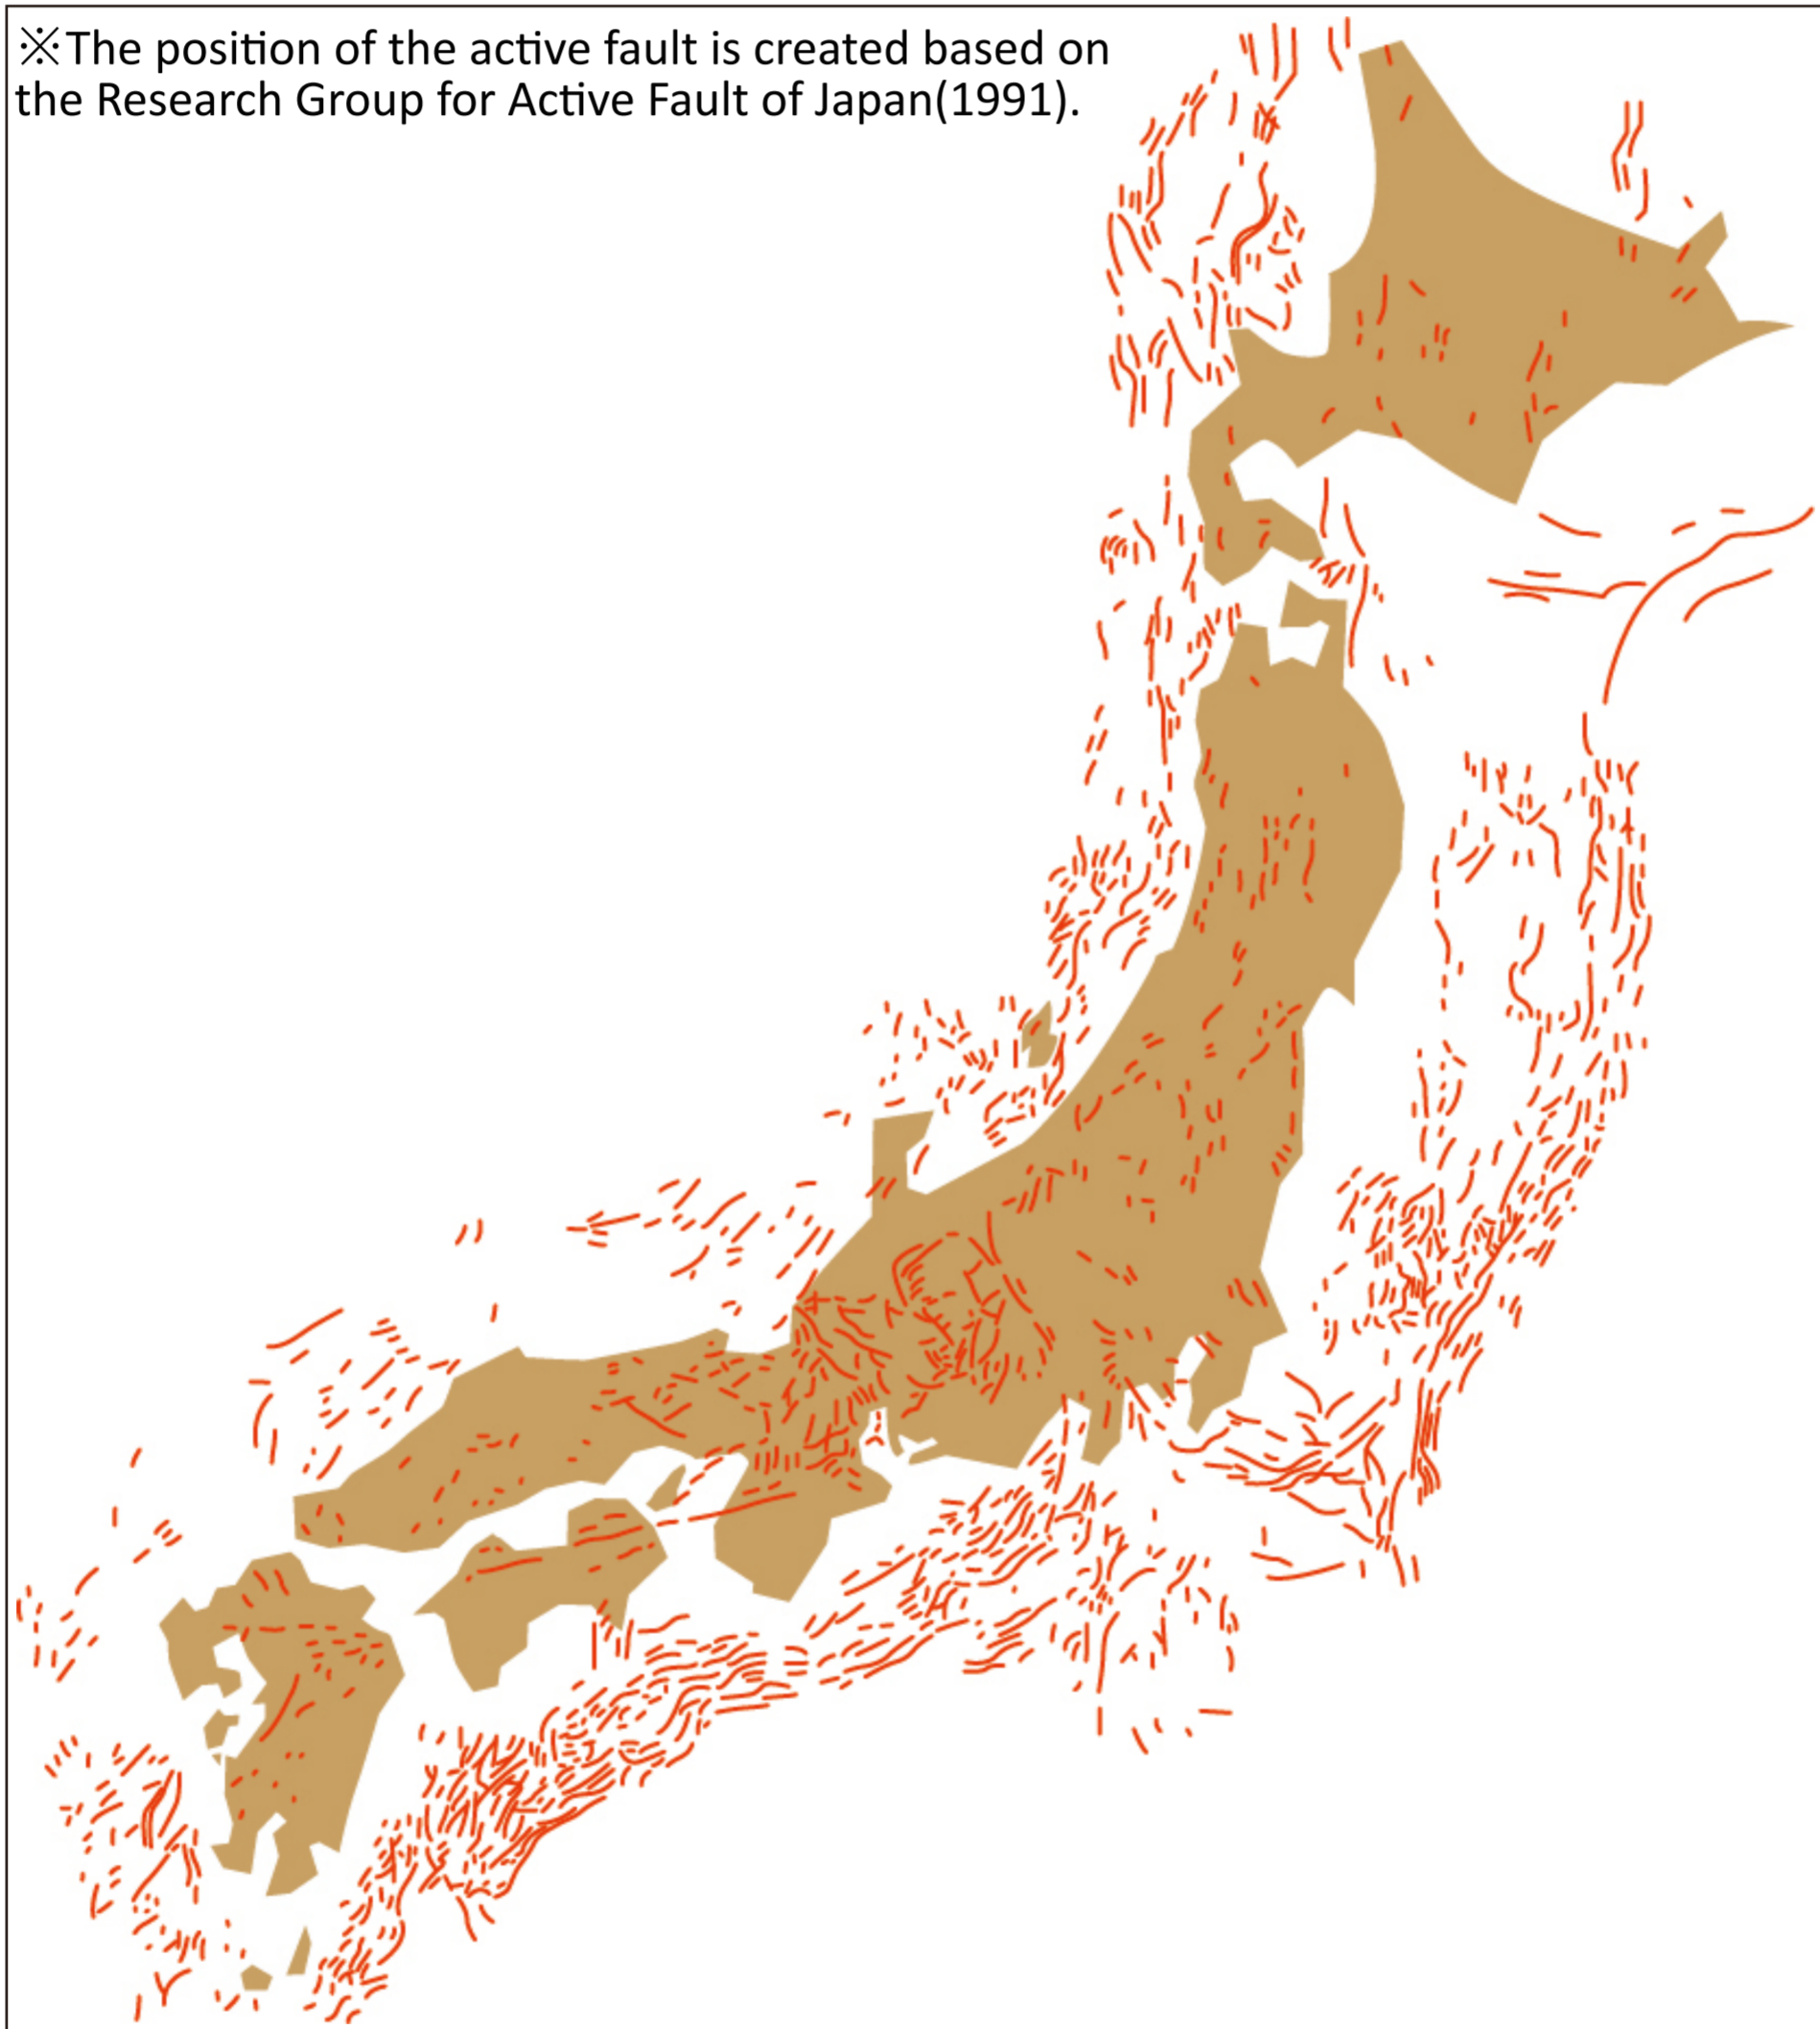 ※The position of the active fault is created based on
the Research Group for Active Fault of Japan(1991).